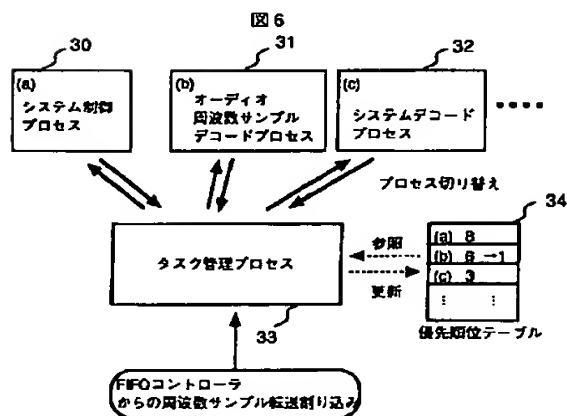 図6
30
31
32
(a)
システム制御
プロセス
(b)
オーディオ
周波数サンプル
デコードプロセス
(c)
システムデコード
プロセス
プロセス切り替え
34
タスク管理プロセス
参照
更新
(a) 8
(b) 6 →1
(c) 3
優先順位テーブル
33
FIFOコントローラ
からの周波数サンプル転送割り込み